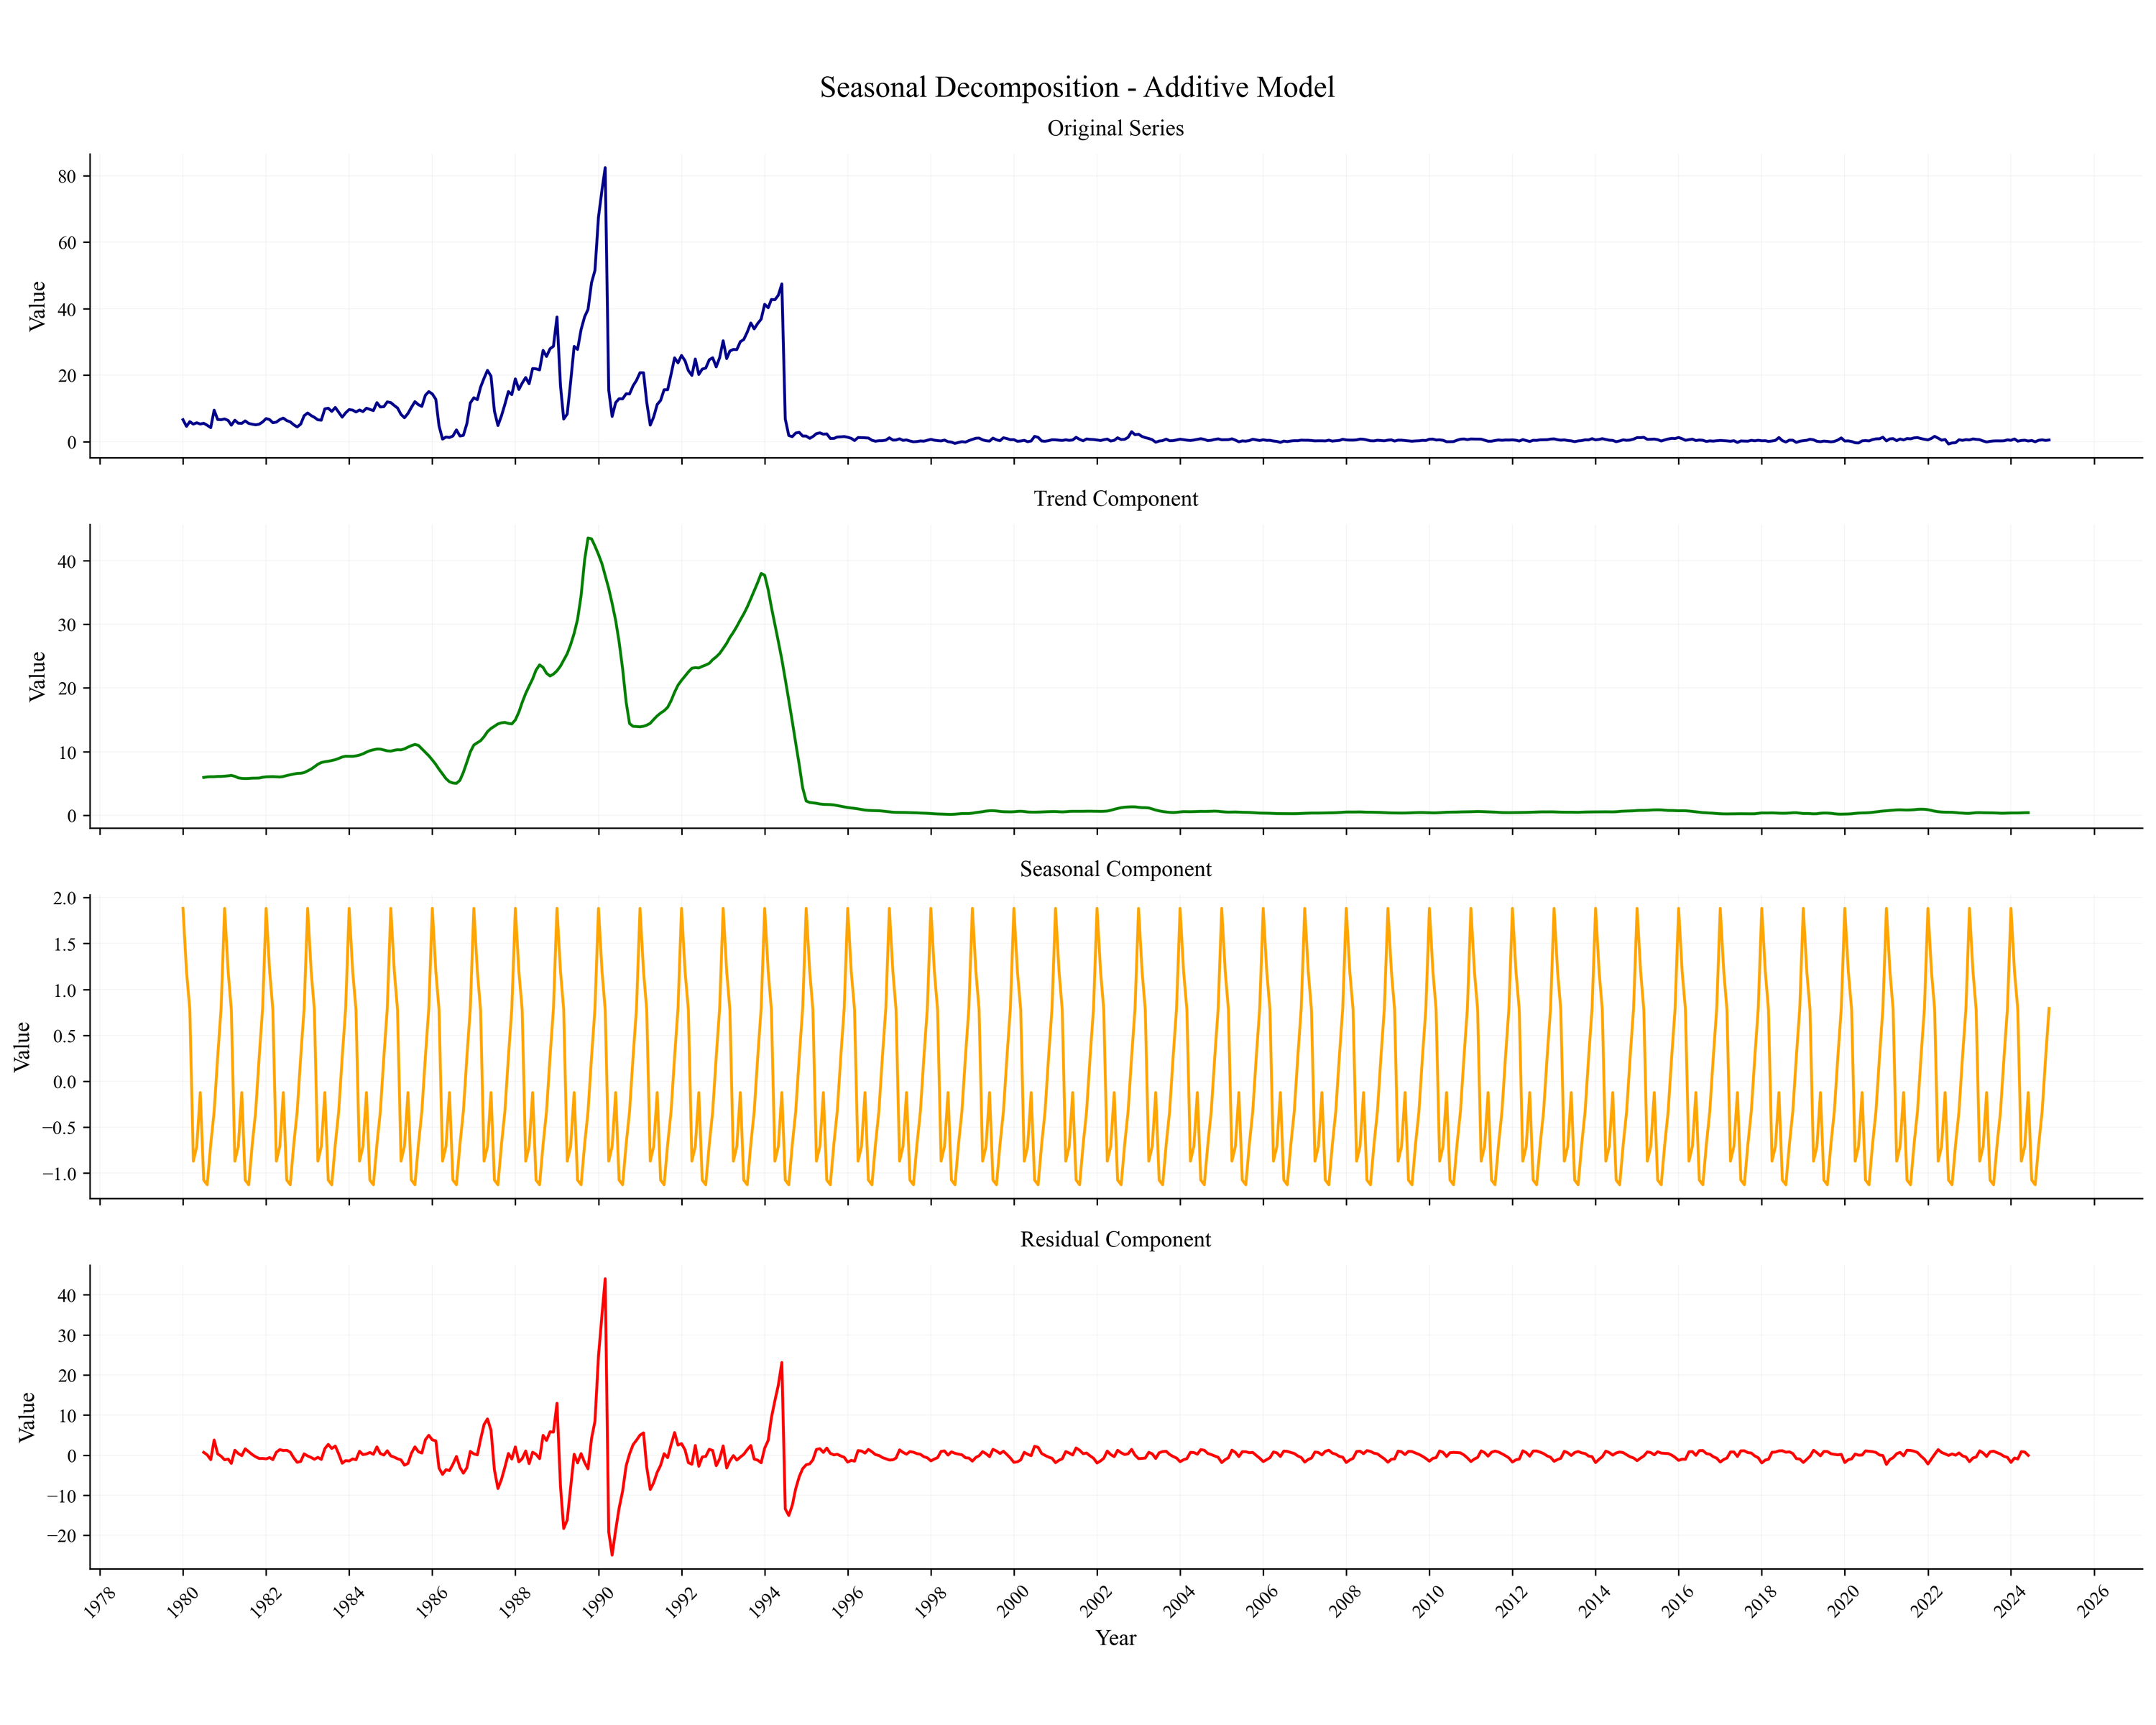 Seasonal Decomposition - Additive Model
Original Series
80
60
40
20
0
Value
Trend Component
40
30
20
10
0
Value
Seasonal Component
2.0
1.5
1.0
0.5
0.0
−0.5
−1.0
Value
Residual Component
40
30
20
10
0
−10
−20
Value
1978 1980 1982 1984 1986 1988 1990 1992 1994 1996 1998 2000 2002 2004 2006 2008 2010 2012 2014 2016 2018 2020 2022 2024 2026
Year